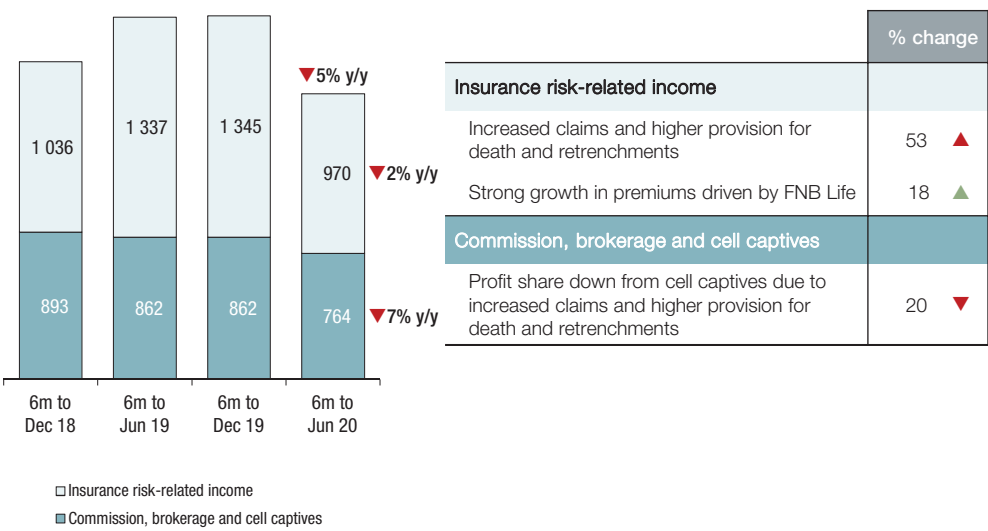 ▼5% y/y
1 036
1 337
1 345
970
▼2% y/y
893
862
862
764
▼7% y/y
6m to
Dec 18
6m to
Jun 19
6m to
Dec 19
6m to
Jun 20
Insurance risk-related income
Commission, brokerage and cell captives
% change
Insurance risk-related income
Increased claims and higher provision for
death and retrenchments
53 ▲
Strong growth in premiums driven by FNB Life
18 ▲
Commission, brokerage and cell captives
Profit share down from cell captives due to
increased claims and higher provision for
death and retrenchments
20 ▼